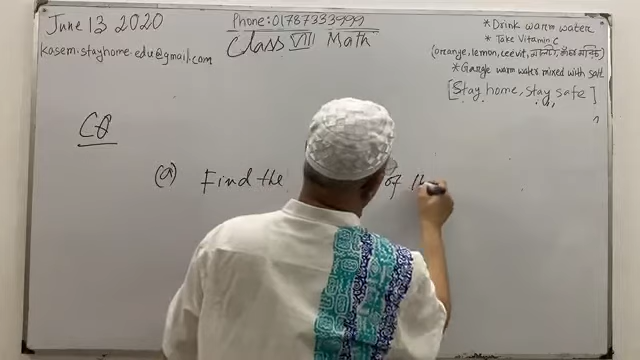 June 13 2020
kasem.stayhome.edu@gmail.com
Phone: 01787333999
Class VII Math
* Drink warm water
* Take Vitamin C
(orange, lemon, ceevit,
* Gargle warm water mixed with salt
[Stay home, stay safe]
CQ
(a) Find the of